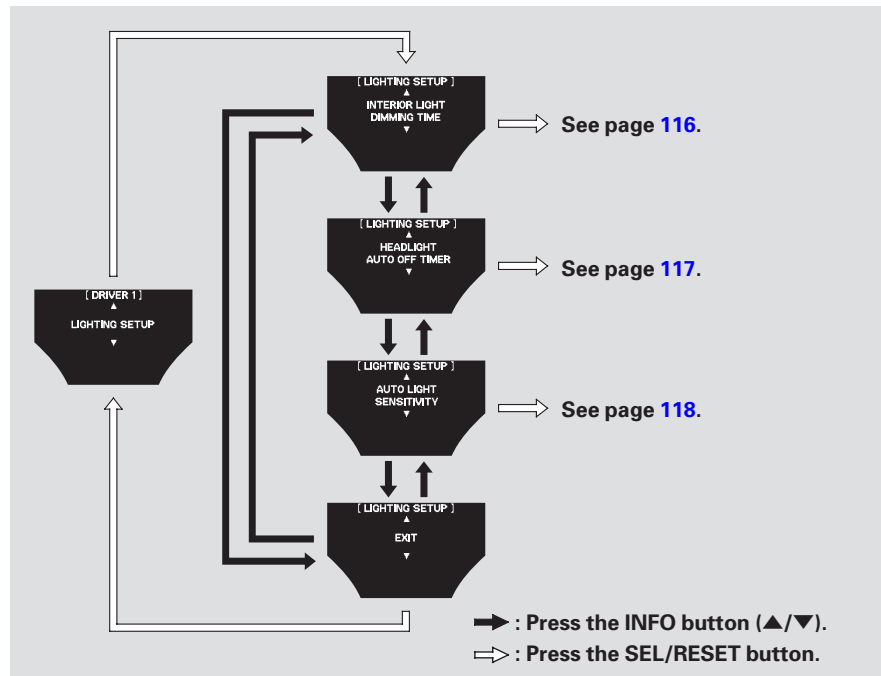 [ LIGHTING SETUP ]
▲
INTERIOR LIGHT
DIMMING TIME
▼
See page 116.
[ LIGHTING SETUP ]
▲
HEADLIGHT
AUTO OFF TIMER
▼
See page 117.
[ DRIVER 1 ]
▲
LIGHTING SETUP
▼
[ LIGHTING SETUP ]
▲
AUTO LIGHT
SENSITIVITY
▼
See page 118.
[ LIGHTING SETUP ]
▲
EXIT
▼
: Press the INFO button (▲/▼).
: Press the SEL/RESET button.